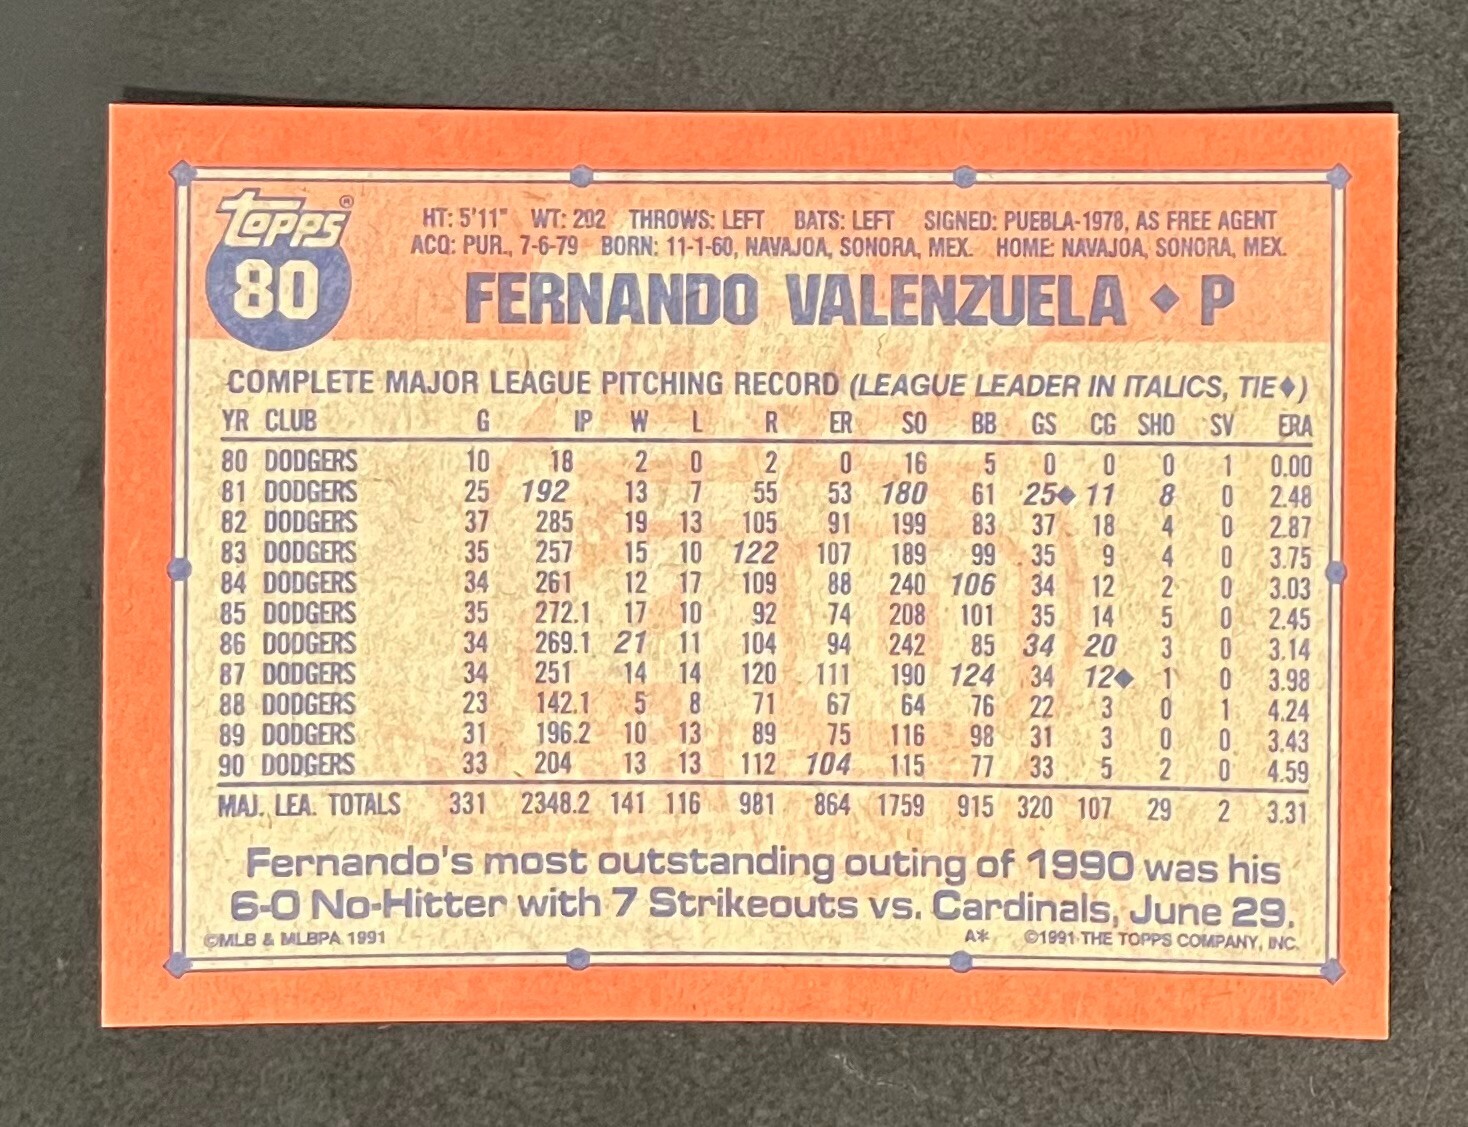 topps®
80
HT: 5'11" WT: 202 THROWS: LEFT BATS: LEFT SIGNED: PUEBLA-1978, AS FREE AGENT
ACQ: PUR., 7-6-79 BORN: 11-1-60, NAVAJOA, SONORA, MEX. HOME: NAVAJOA, SONORA, MEX.
FERNANDO VALENZUELA ◆ P
COMPLETE MAJOR LEAGUE PITCHING RECORD (LEAGUE LEADER IN ITALICS, TIE◆)
YR CLUB G IP W L R ER SO BB GS CG SHO SV ERA
80 DODGERS 10 18 2 0 2 0 16 5 0 0 0 1 0.00
81 DODGERS 25 192 13 7 55 53 180 61 25◆ 11 8 0 2.48
82 DODGERS 37 285 19 13 105 91 199 83 37 18 4 0 2.87
83 DODGERS 35 257 15 10 122 107 189 99 35 9 4 0 3.75
84 DODGERS 34 261 12 17 109 88 240 106 34 12 2 0 3.03
85 DODGERS 35 272.1 17 10 92 74 208 101 35 14 5 0 2.45
86 DODGERS 34 269.1 21 11 104 94 242 85 34 20 3 0 3.14
87 DODGERS 34 251 14 14 120 111 190 124 34 12◆ 1 0 3.98
88 DODGERS 23 142.1 5 8 71 67 64 76 22 3 0 1 4.24
89 DODGERS 31 196.2 10 13 89 75 116 98 31 3 0 0 3.43
90 DODGERS 33 204 13 13 112 104 115 77 33 5 2 0 4.59
MAJ. LEA. TOTALS 331 2348.2 141 116 981 864 1759 915 320 107 29 2 3.31
Fernando's most outstanding outing of 1990 was his
6-0 No-Hitter with 7 Strikeouts vs. Cardinals, June 29.
©MLB & MLBPA 1991 A* ©1991 THE TOPPS COMPANY, INC.